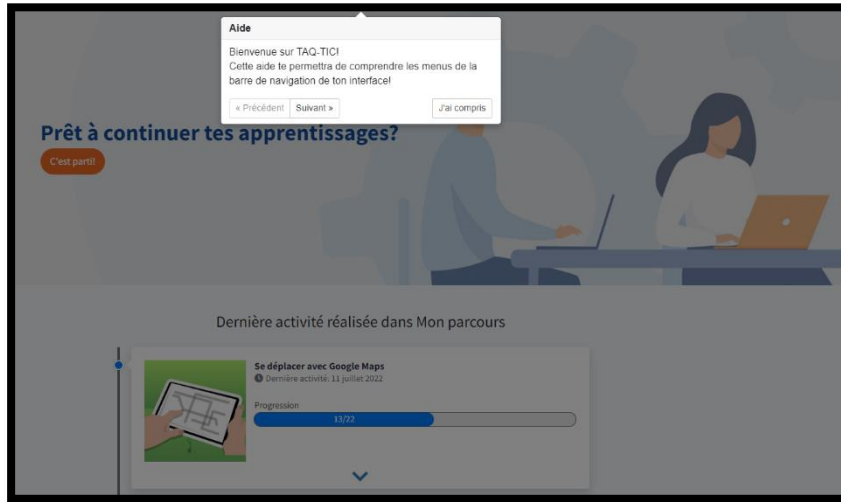 Aide
Bienvenue sur TAQ-TIC!
Cette aide te permettra de comprendre les menus de la
barre de navigation de ton interface!
« Précédent Suivant » J'ai compris
Prêt à continuer tes apprentissages?
C'est parti!
Dernière activité réalisée dans Mon parcours
Se déplacer avec Google Maps
Dernière activité: 11 juillet 2022
Progression
13/22